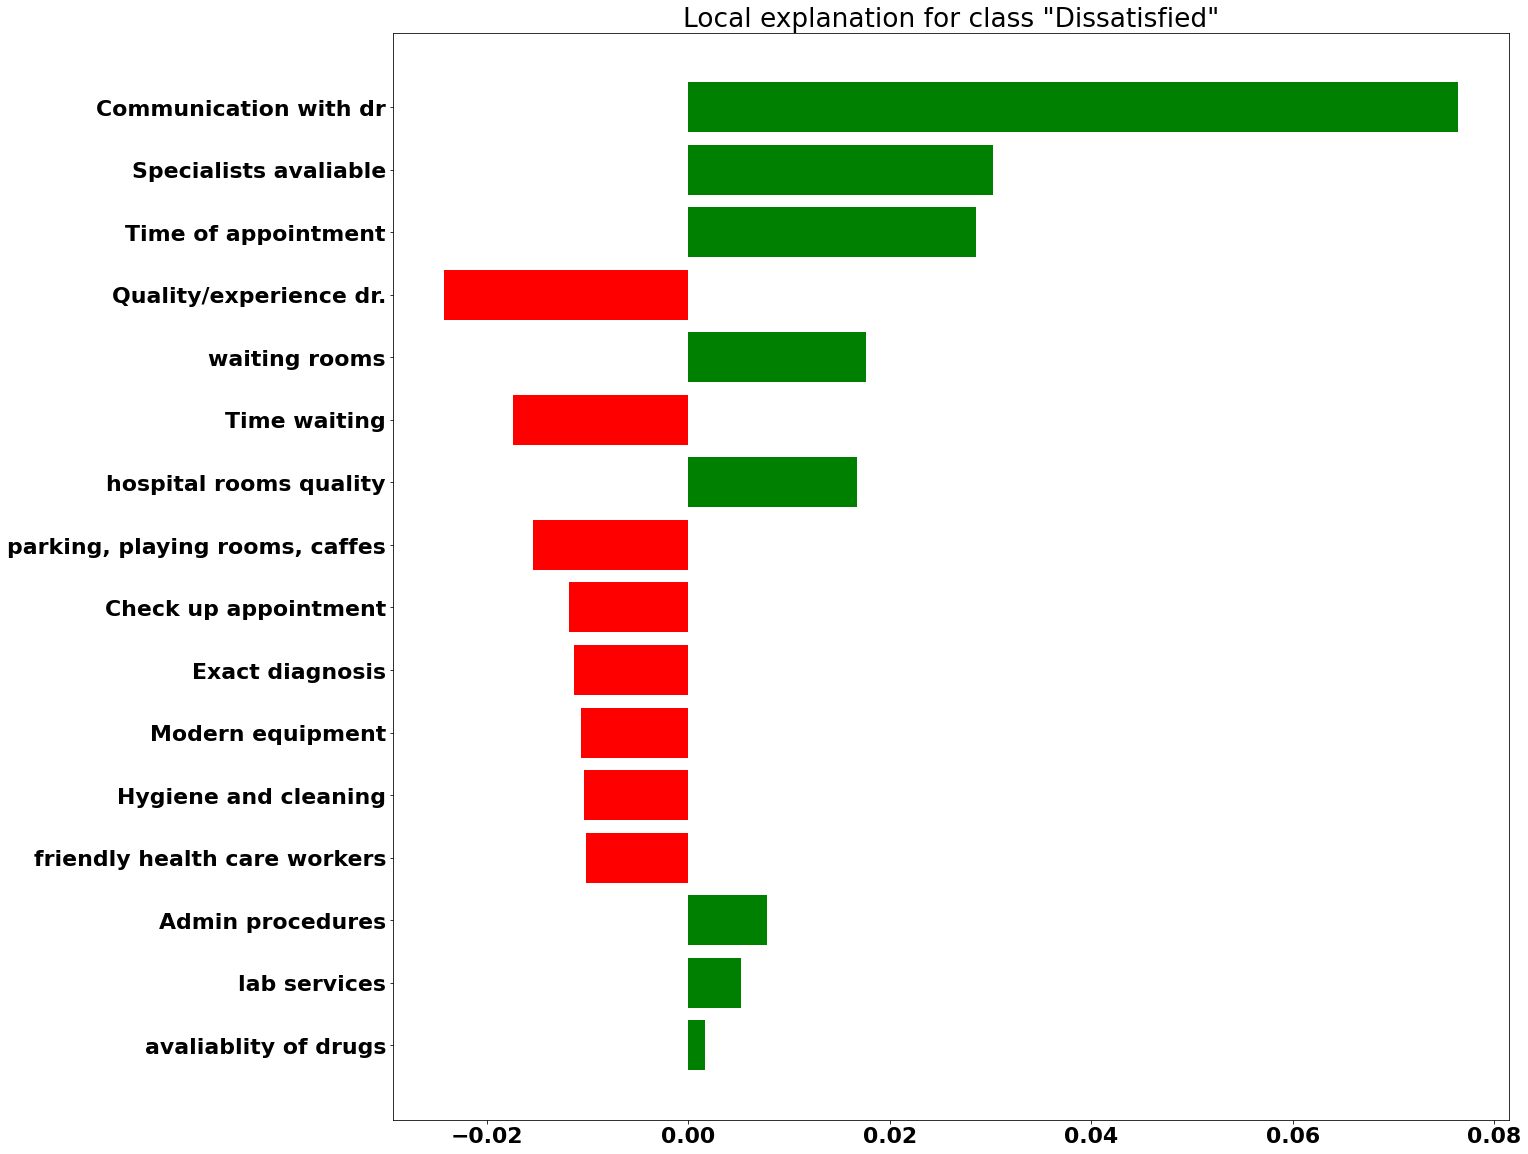 Local explanation for class "Dissatisfied"
Communication with dr
Specialists avaliable
Time of appointment
Quality/experience dr.
waiting rooms
Time waiting
hospital rooms quality
parking, playing rooms, caffes
Check up appointment
Exact diagnosis
Modern equipment
Hygiene and cleaning
friendly health care workers
Admin procedures
lab services
avaliablity of drugs
−0.02 0.00 0.02 0.04 0.06 0.08